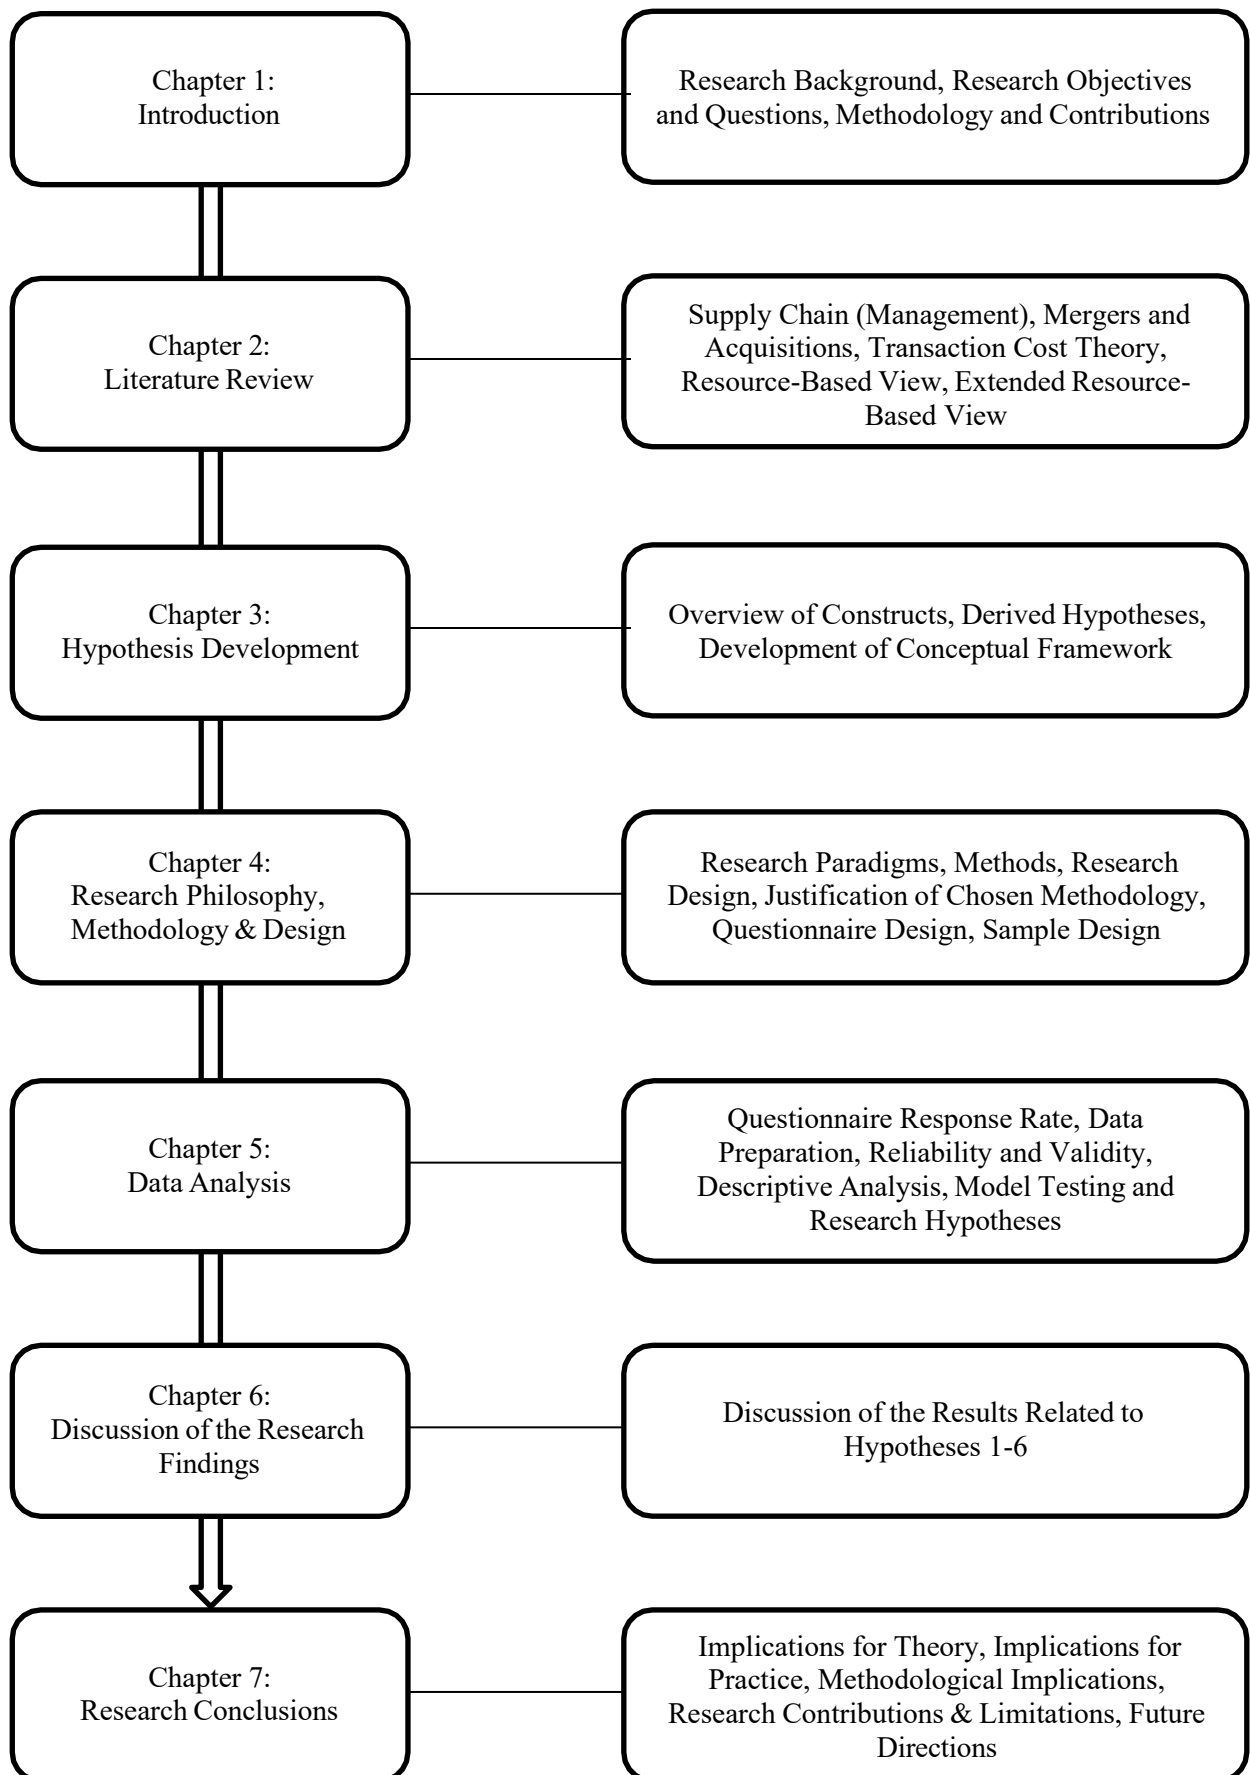 Chapter 1:
Introduction
Research Background, Research Objectives
and Questions, Methodology and Contributions
Chapter 2:
Literature Review
Supply Chain (Management), Mergers and
Acquisitions, Transaction Cost Theory,
Resource-Based View, Extended Resource-
Based View
Chapter 3:
Hypothesis Development
Overview of Constructs, Derived Hypotheses,
Development of Conceptual Framework
Chapter 4:
Research Philosophy,
Methodology & Design
Research Paradigms, Methods, Research
Design, Justification of Chosen Methodology,
Questionnaire Design, Sample Design
Chapter 5:
Data Analysis
Questionnaire Response Rate, Data
Preparation, Reliability and Validity,
Descriptive Analysis, Model Testing and
Research Hypotheses
Chapter 6:
Discussion of the Research
Findings
Discussion of the Results Related to
Hypotheses 1-6
Chapter 7:
Research Conclusions
Implications for Theory, Implications for
Practice, Methodological Implications,
Research Contributions & Limitations, Future
Directions